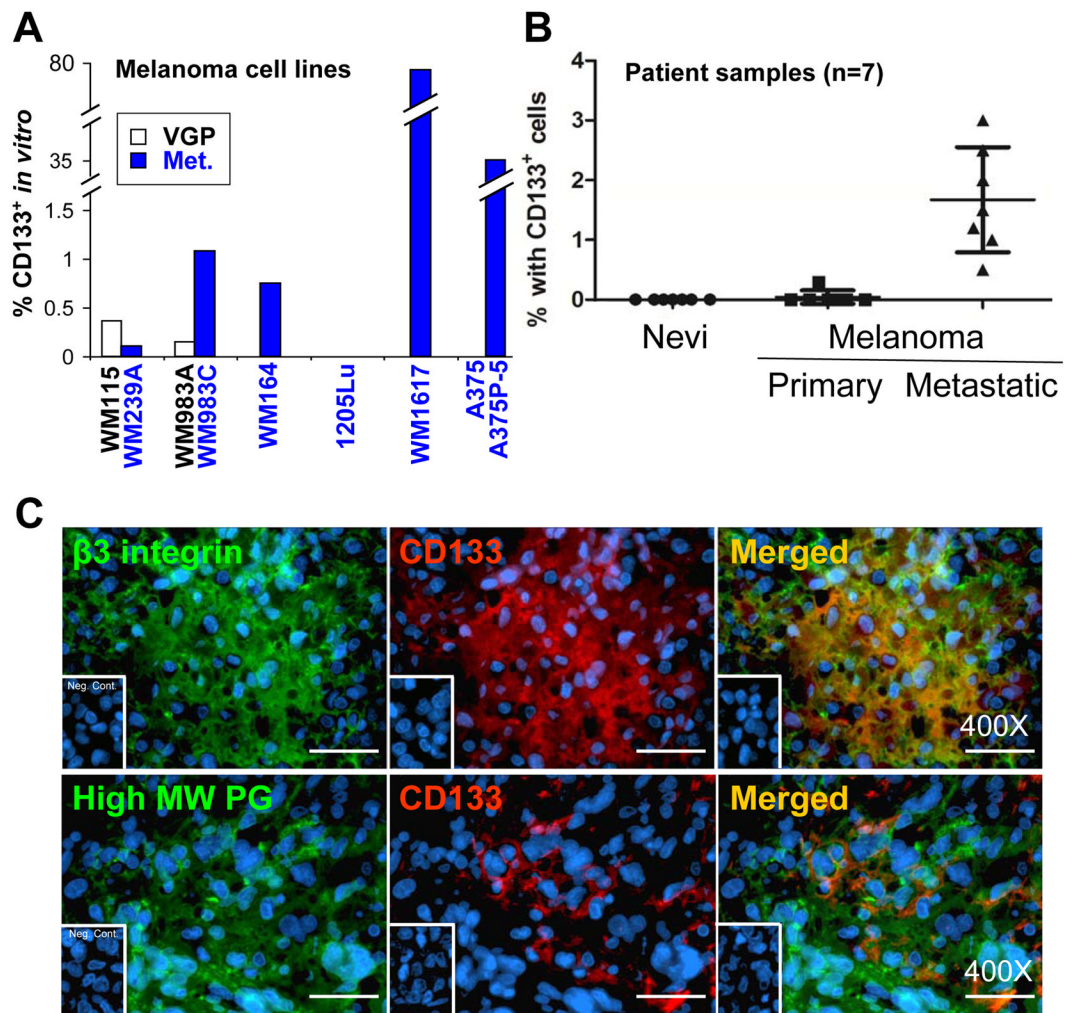 A
Melanoma cell lines
VGP
Met.
% CD133+ in vitro
80
35
1.5
1
0.5
0
WM115
WM239A
WM983A
WM983C
WM164
1205Lu
WM1617
A375
A375P-5
B
Patient samples (n=7)
% with CD133+ cells
4
3
2
1
0
Nevi
Melanoma
Primary
Metastatic
C
β3 integrin
Neg. Cont.
CD133
Merged
400X
High MW PG
Neg. Cont.
CD133
Merged
400X